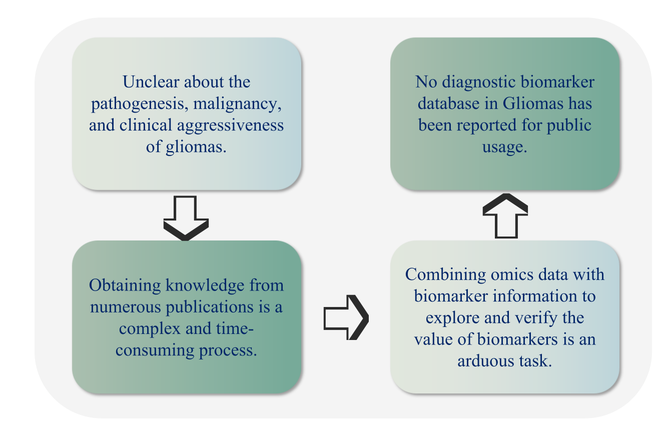 Unclear about the
pathogenesis, malignancy,
and clinical aggressiveness
of gliomas.
Obtaining knowledge from
numerous publications is a
complex and time-
consuming process.
Combining omics data with
biomarker information to
explore and verify the
value of biomarkers is an
arduous task.
No diagnostic biomarker
database in Gliomas has
been reported for public
usage.